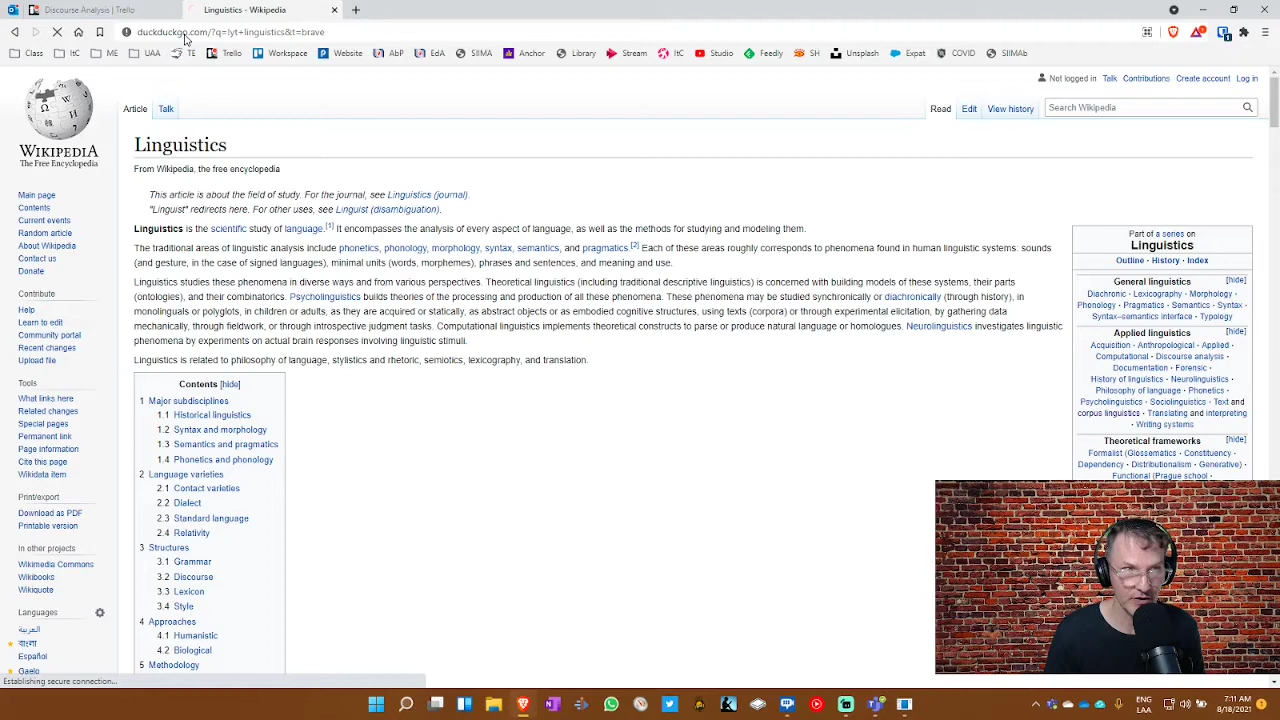 Discourse Analysis | Trello
Linguistics - Wikipedia
duckduckgo.com/?q=lyt+linguistics&t=brave
Class
ItC
ME
UAA
TE
Trello
Workspace
Website
AbP
EdA
SIIMA
Anchor
Library
Stream
ItC
Studio
Feedly
SH
Unsplash
Expat
COVID
SIIMAb
Not logged in Talk Contributions Create account Log in
Article Talk
Read Edit View history
Search Wikipedia
WIKIPEDIA
The Free Encyclopedia
Main page
Contents
Current events
Random article
About Wikipedia
Contact us
Donate
Contribute
Help
Learn to edit
Community portal
Recent changes
Upload file
Tools
What links here
Related changes
Special pages
Permanent link
Page information
Cite this page
Wikidata item
Print/export
Download as PDF
Printable version
In other projects
Wikimedia Commons
Wikibooks
Wikiquote
Languages
العربية
বাংলা
Español
Gaelg
Linguistics
From Wikipedia, the free encyclopedia
This article is about the field of study. For the journal, see Linguistics (journal).
"Linguist" redirects here. For other uses, see Linguist (disambiguation).
Linguistics is the scientific study of language.[1] It encompasses the analysis of every aspect of language, as well as the methods for studying and modeling them.
The traditional areas of linguistic analysis include phonetics, phonology, morphology, syntax, semantics, and pragmatics.[2] Each of these areas roughly corresponds to phenomena found in human linguistic systems: sounds
(and gesture, in the case of signed languages), minimal units (words, morphemes), phrases and sentences, and meaning and use.
Linguistics studies these phenomena in diverse ways and from various perspectives. Theoretical linguistics (including traditional descriptive linguistics) is concerned with building models of these systems, their parts
(ontologies), and their combinatorics. Psycholinguistics builds theories of the processing and production of all these phenomena. These phenomena may be studied synchronically or diachronically (through history), in
monolinguals or polyglots, in children or adults, as they are acquired or statically, as abstract objects or as embodied cognitive structures, using texts (corpora) or through experimental elicitation, by gathering data
mechanically, through fieldwork, or through introspective judgment tasks. Computational linguistics implements theoretical constructs to parse or produce natural language or homologues. Neurolinguistics investigates linguistic
phenomena by experiments on actual brain responses involving linguistic stimuli.
Linguistics is related to philosophy of language, stylistics and rhetoric, semiotics, lexicography, and translation.
Contents [hide]
1 Major subdisciplines
1.1 Historical linguistics
1.2 Syntax and morphology
1.3 Semantics and pragmatics
1.4 Phonetics and phonology
2 Language varieties
2.1 Contact varieties
2.2 Dialect
2.3 Standard language
2.4 Relativity
3 Structures
3.1 Grammar
3.2 Discourse
3.3 Lexicon
3.4 Style
4 Approaches
4.1 Humanistic
4.2 Biological
5 Methodology
Part of a series on
Linguistics
Outline · History · Index
General linguistics [hide]
Diachronic · Lexicography · Morphology ·
Phonology · Pragmatics · Semantics · Syntax ·
Syntax–semantics interface · Typology
Applied linguistics [hide]
Acquisition · Anthropological · Applied ·
Computational · Discourse analysis ·
Documentation · Forensic ·
History of linguistics · Neurolinguistics ·
Philosophy of language · Phonetics ·
Psycholinguistics · Sociolinguistics · Text and
corpus linguistics · Translating and interpreting
· Writing systems
Theoretical frameworks [hide]
Formalist (Glossematics · Constituency ·
Dependency · Distributionalism · Generative) ·
Functional (Prague school ·
Establishing secure connection...
ENG
LAA
7:11 AM
8/18/2021